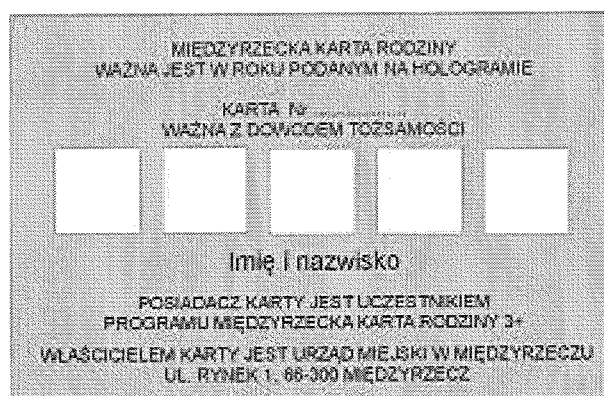 MIĘDZYRZECKA KARTA RODZINY
WAŻNA JEST W ROKU PODANYM NA HOLOGRAMIE
KARTA Nr ..................
WAŻNA Z DOWODEM TOŻSAMOŚCI
Imię i nazwisko
POSIADACZ KARTY JEST UCZESTNIKIEM
PROGRAMU MIĘDZYRZECKA KARTA RODZINY 3+
WŁAŚCICIELEM KARTY JEST URZĄD MIEJSKI W MIĘDZYRZECZU
UL. RYNEK 1, 66-300 MIĘDZYRZECZ